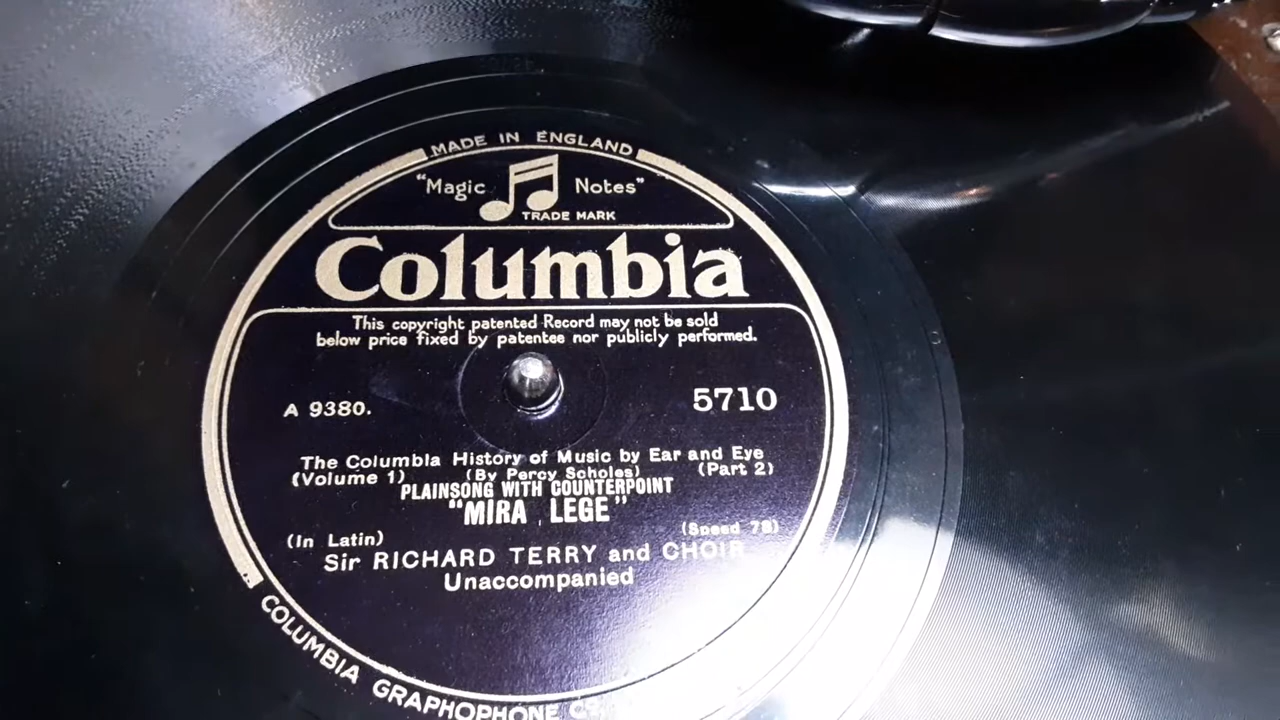 MADE IN ENGLAND
"Magic Notes"
TRADE MARK
Columbia
This copyright patented Record may not be sold
below price fixed by patentee nor publicly performed.
A 9380. 5710
The Columbia History of Music by Ear and Eye
(Volume 1) (By Percy Scholes) (Part 2)
PLAINSONG WITH COUNTERPOINT
"MIRA LEGE"
(In Latin) (Speed 78)
Sir RICHARD TERRY and CHOIR
Unaccompanied
COLUMBIA GRAPHOPHONE CO.